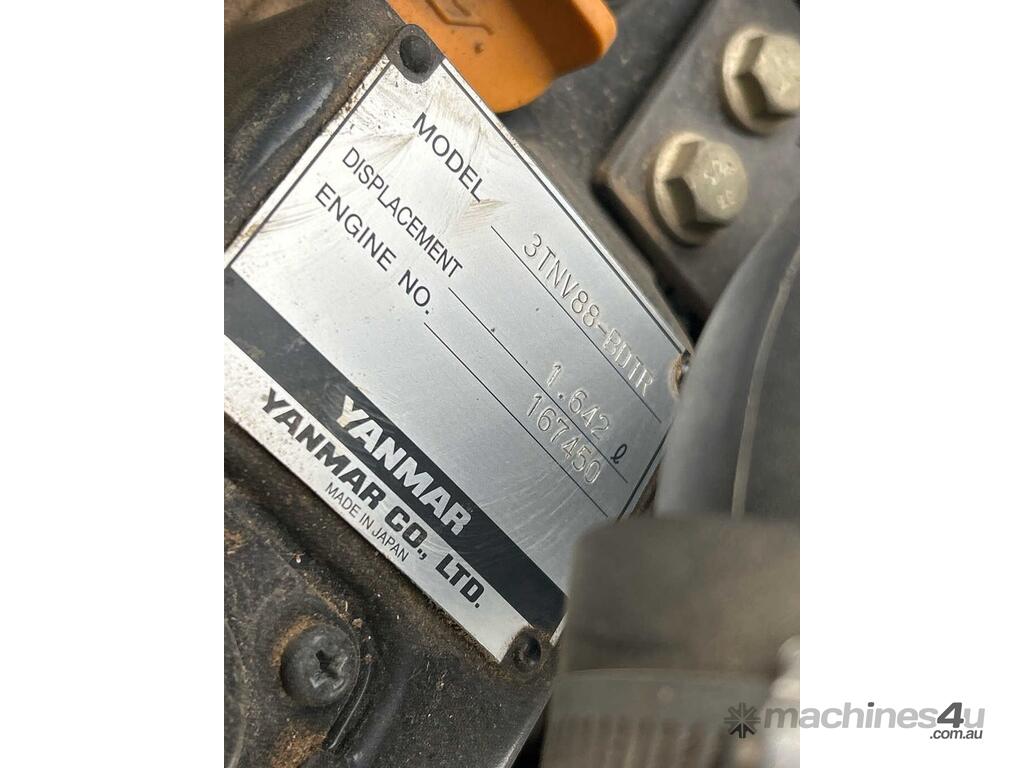 MODEL 3TNV88-BDTR
DISPLACEMENT 1.642 ℓ
ENGINE NO. 167450
YANMAR
YANMAR CO., LTD.
MADE IN JAPAN
machines4u
.com.au